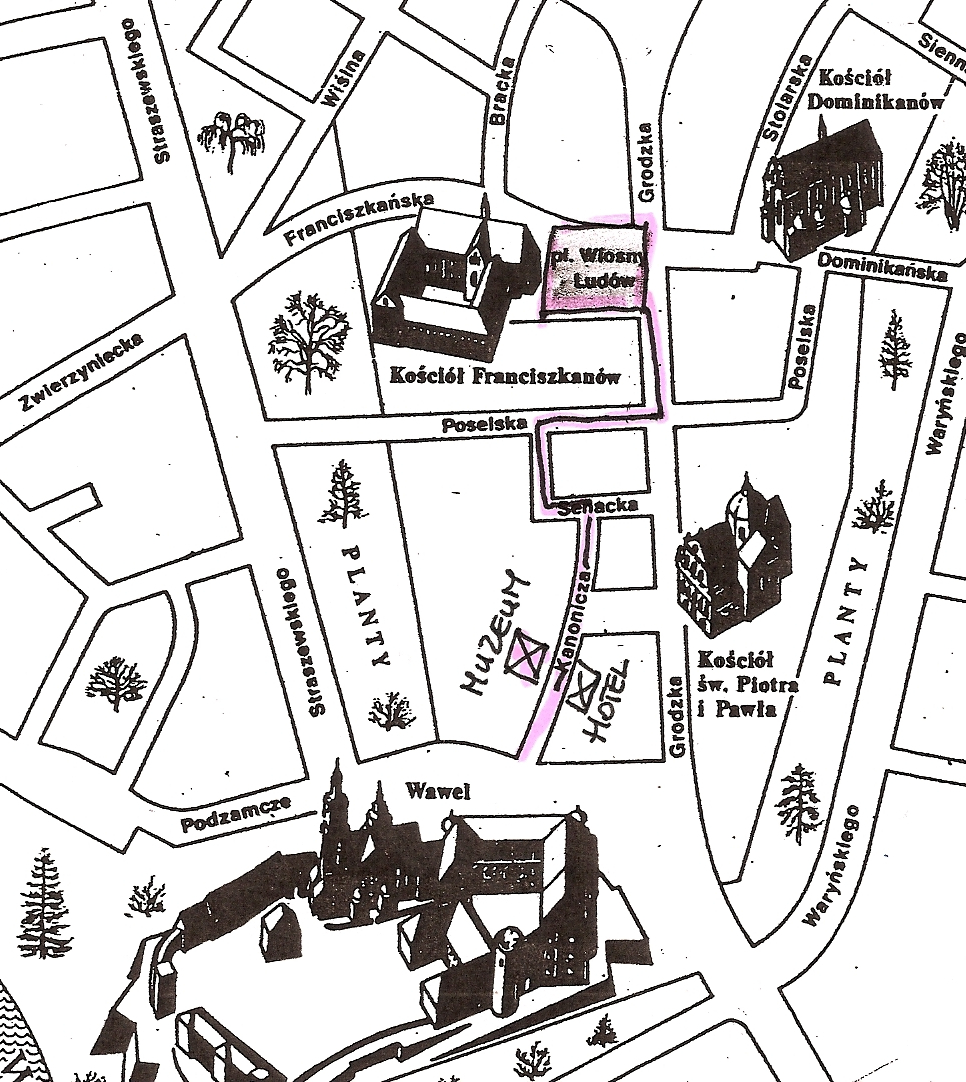 Straszewskiego
Wiślna
Bracka
Grodzka
Stolarska
Kościół
Dominikanów
Franciszkańska
pl. Wiosny
Ludów
Dominikańska
Zwierzyniecka
Kościół Franciszkanów
Poselska
Waryńskiego
Poselska
Senacka
PLANTY
Straszewskiego
MUZEUM
Kanonicza
HOTEL
PLANTY
Kościół
św. Piotra
i Pawła
Grodzka
Wawel
Podzamcze
Waryńskiego